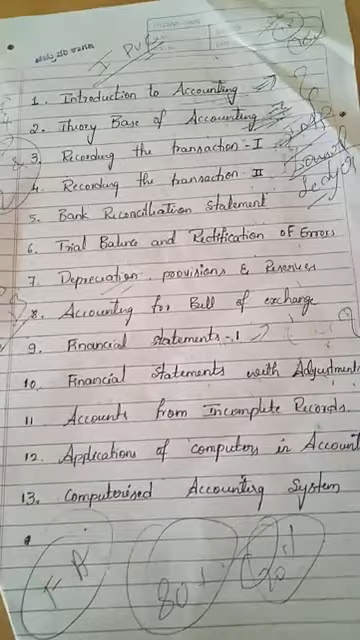 I PUC
1. Introduction to Accounting
2. Theory Base of Accounting
3. Recording the transaction - I
4. Recording the transaction - II
Journal
Ledger
5. Bank Reconciliation Statement
6. Trial Balance and Rectification of Errors
7. Depreciation provisions & Reserves
8. Accounting for Bill of exchange
9. Financial statements - 1
10. Financial Statements with Adjustments
11 Accounts from Incomplete Records.
12. Applications of computers in Account
13. Computerised Accounting System
80